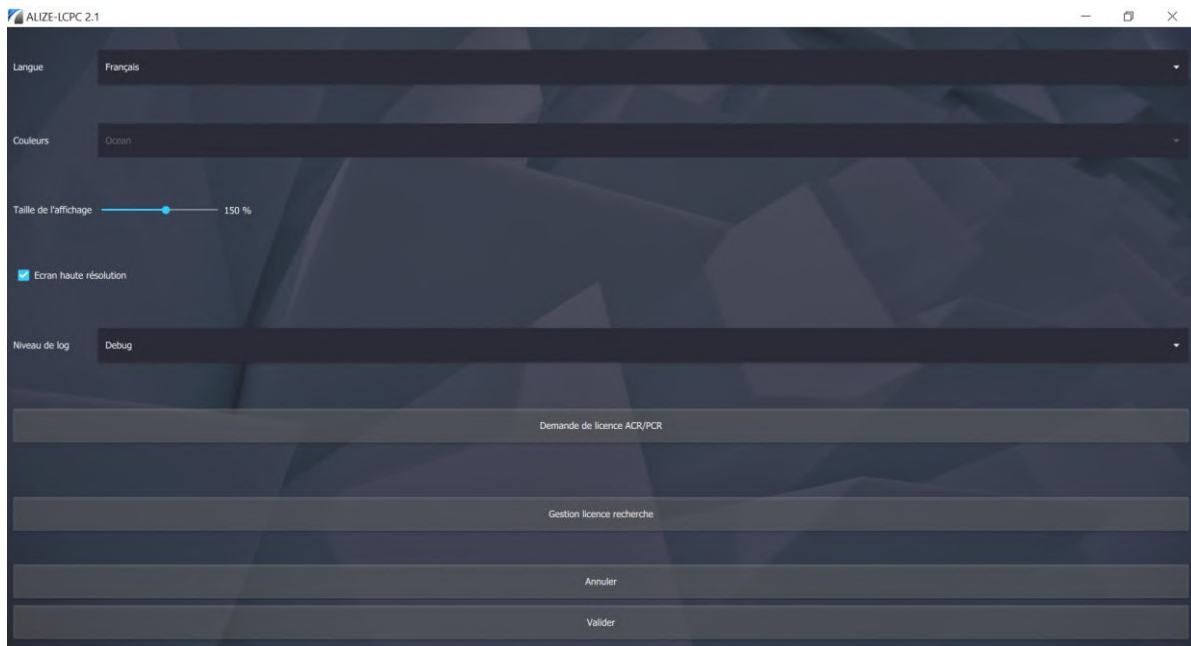 ALIZE-LCPC 2.1
Langue Français
Couleurs Ocean
Taille de l'affichage 150 %
Ecran haute résolution
Niveau de log Debug
Demande de licence ACR/PCR
Gestion licence recherche
Annuler
Valider